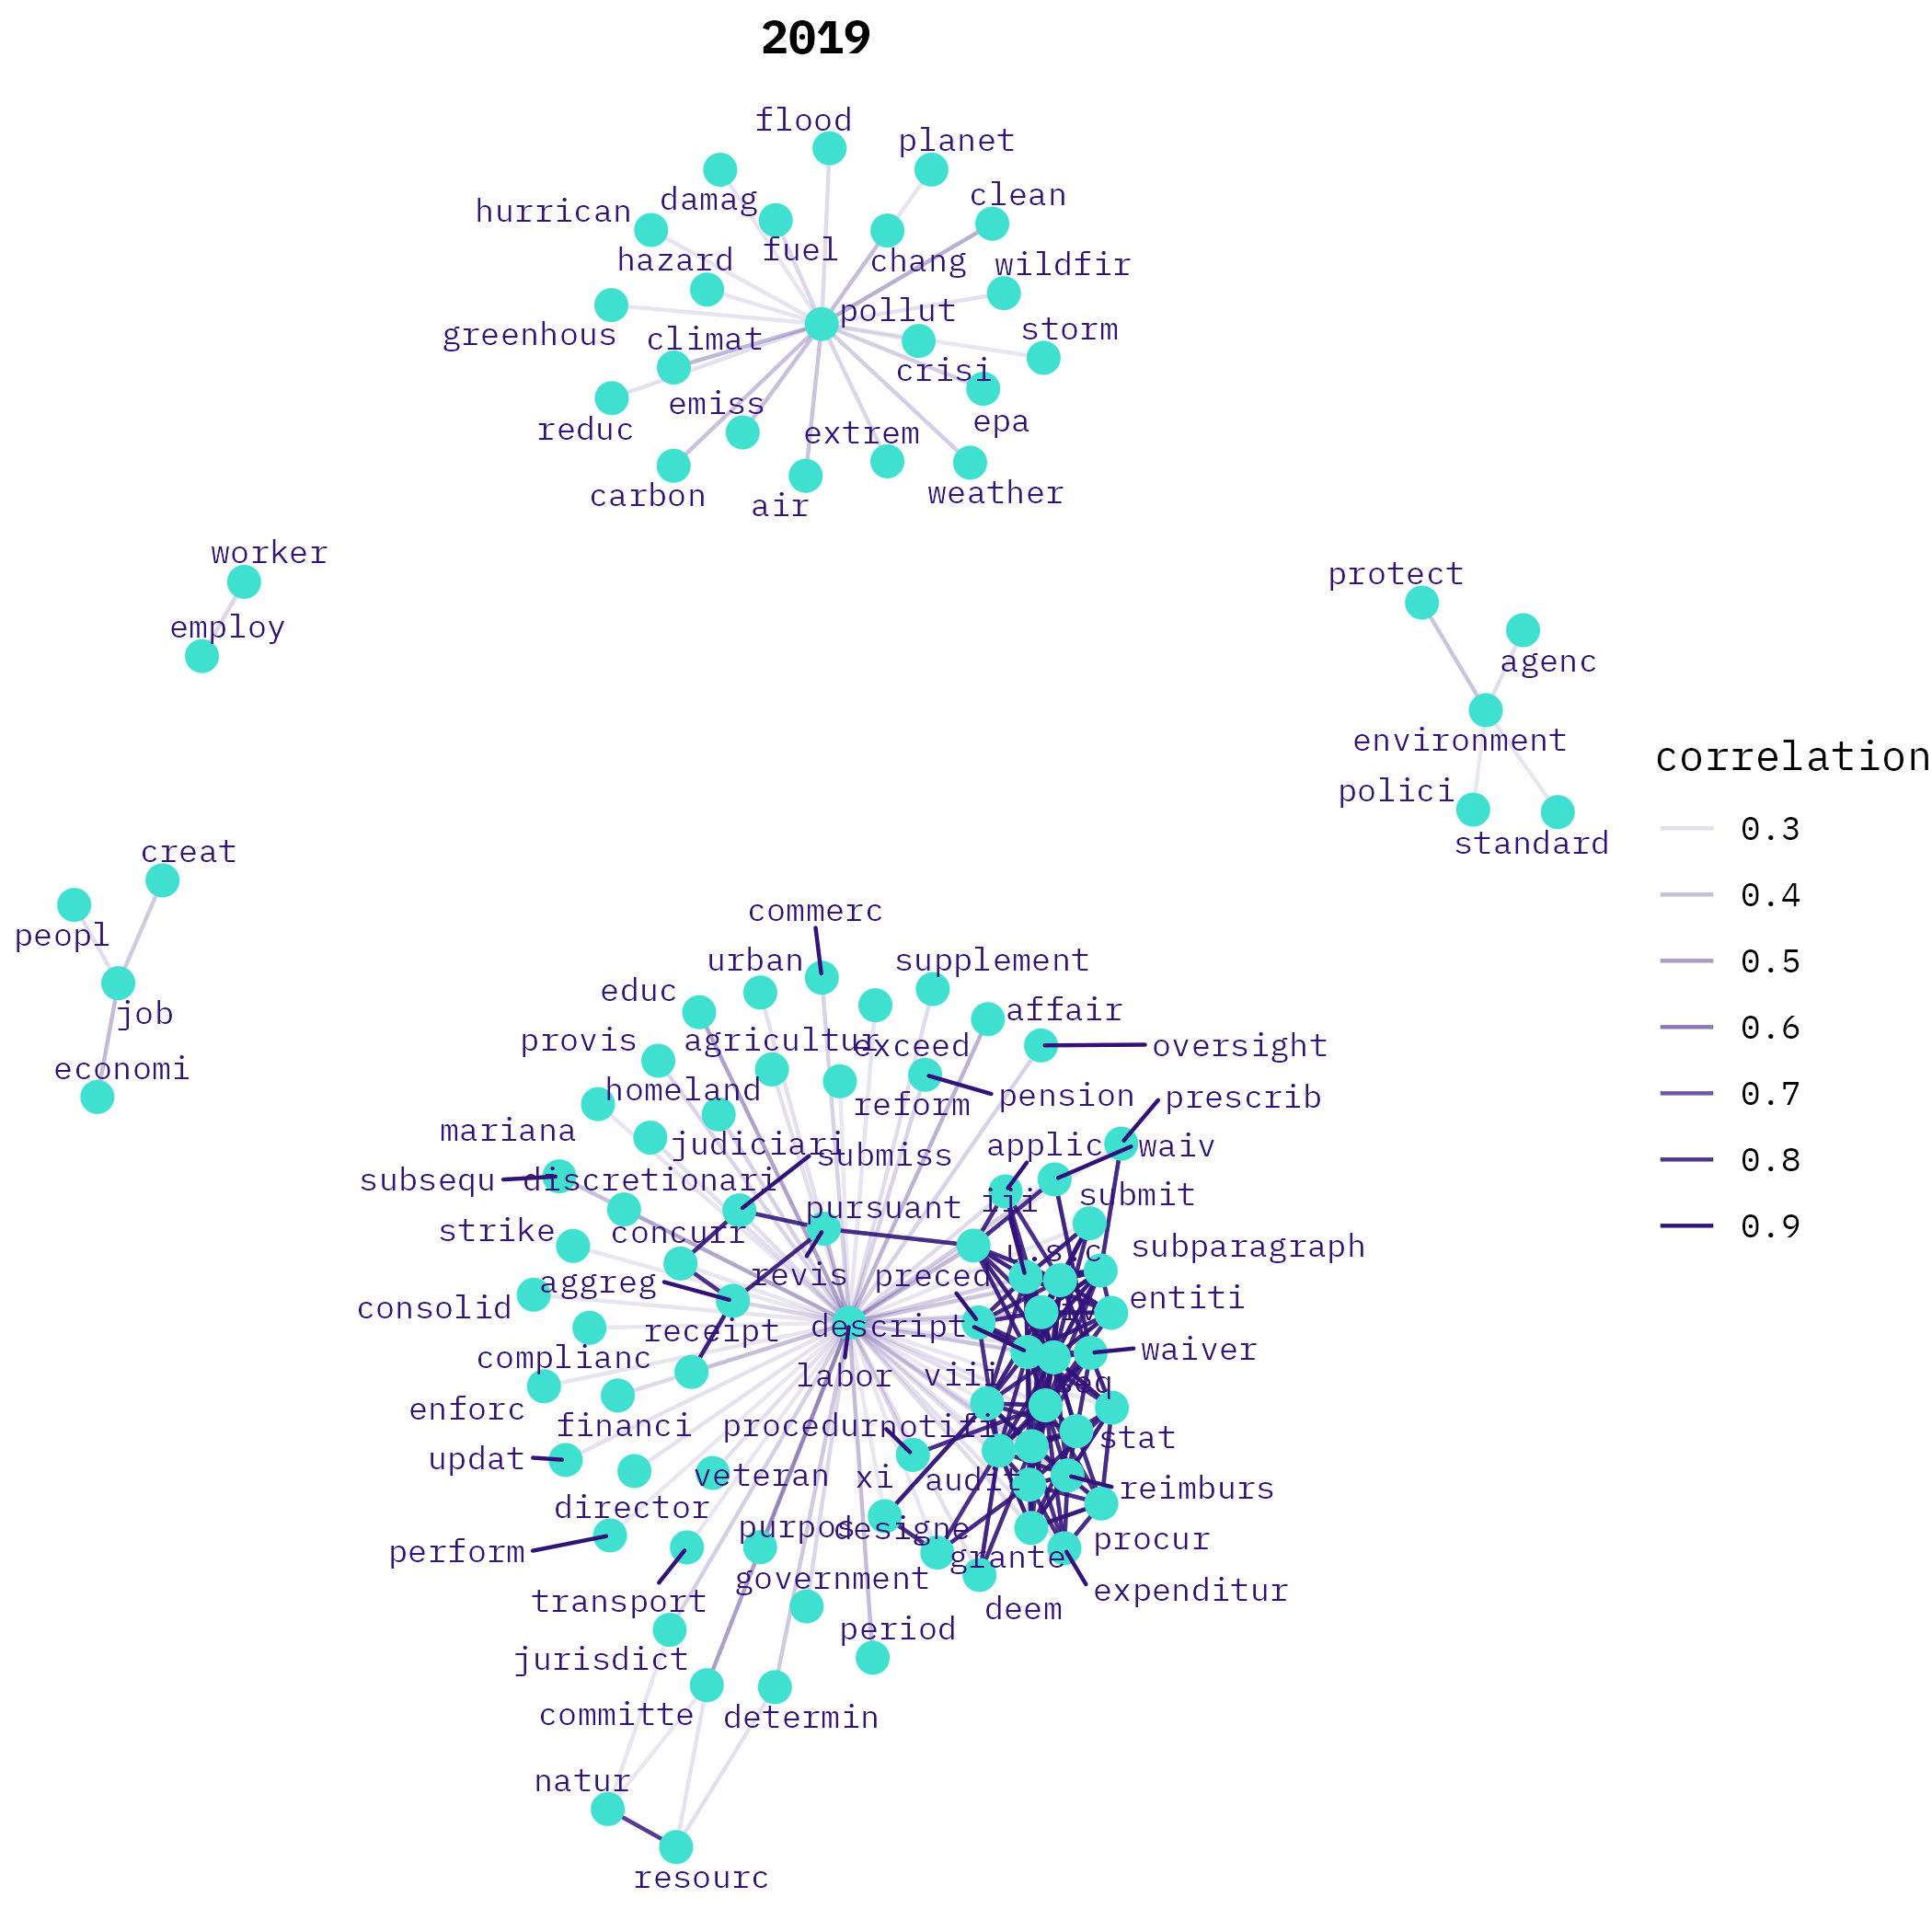 2019
flood
planet
damag
clean
hurrican
fuel
chang
hazard
wildfir
pollut
greenhous
climat
storm
crisi
emiss
epa
reduc
extrem
carbon
air
weather
worker
employ
protect
agenc
environment
polici
standard
correlation
0.3
0.4
0.5
0.6
0.7
0.8
0.9
creat
peopl
job
economi
commerc
urban
supplement
educ
affair
provis
agricultur
exceed
oversight
homeland
reform
pension
prescrib
mariana
judiciari
submiss
applic
waiv
subsequ
discretionari
iii
submit
pursuant
strike
concurr
u.s.c
subparagraph
aggreg
revis
preced
consolid
entiti
receipt
descript
complianc
labor
viii
waiver
seq
enforc
financi
procedur
notifi
stat
updat
veteran
xi
audit
reimburs
director
purpos
designe
perform
grante
procur
government
transport
deem
expenditur
period
jurisdict
committe
determin
natur
resourc